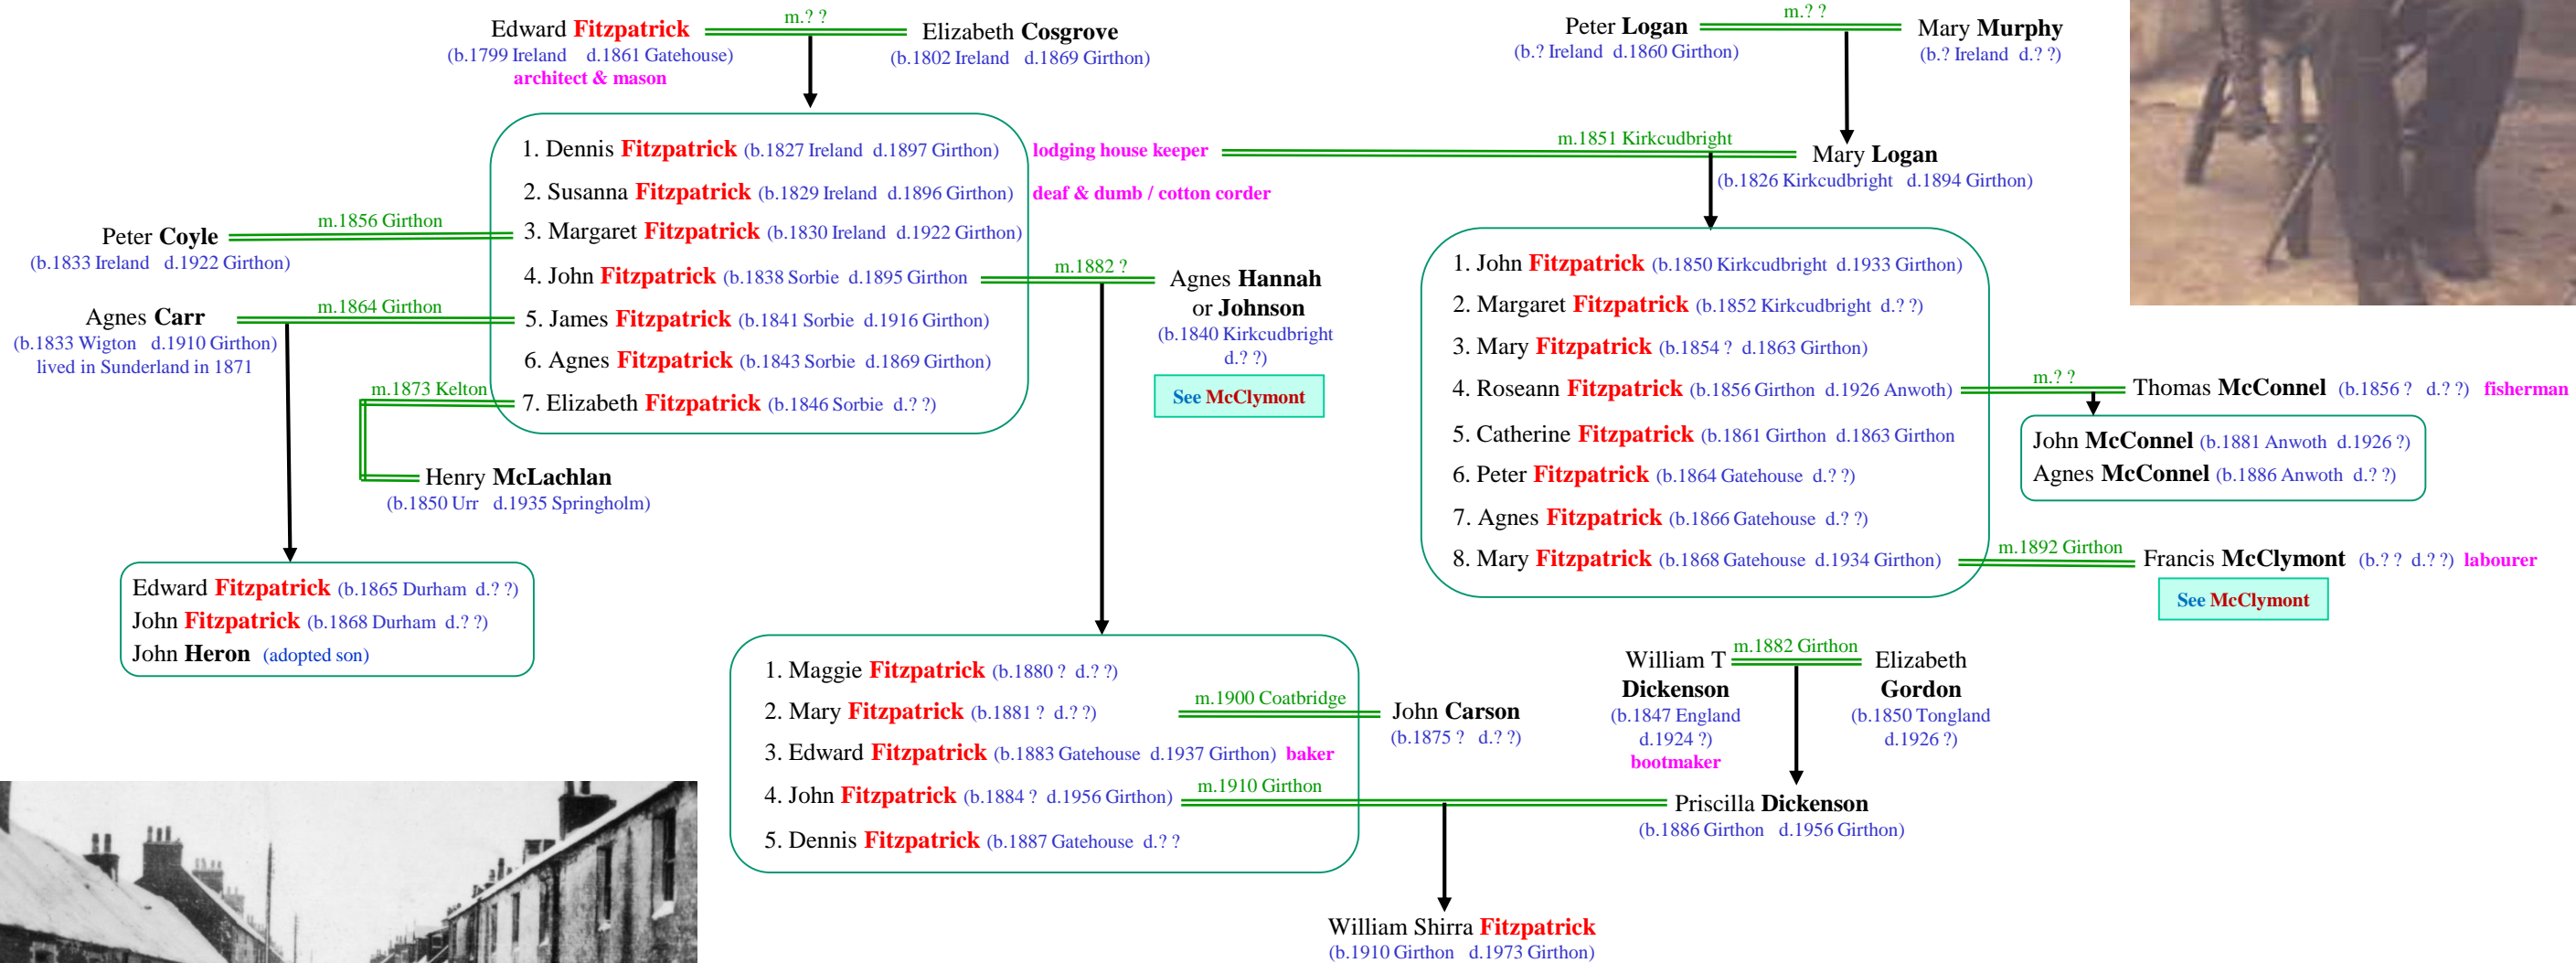 m.? ?
Edward Fitzpatrick
Elizabeth Cosgrove
(b.1799 Ireland d.1861 Gatehouse)
(b.1802 Ireland d.1869 Girthon)
architect & mason
m.? ?
Peter Logan
Mary Murphy
(b.? Ireland d.1860 Girthon)
(b.? Ireland d.? ?)
1. Dennis Fitzpatrick (b.1827 Ireland d.1897 Girthon) lodging house keeper
m.1851 Kirkcudbright
Mary Logan
(b.1826 Kirkcudbright d.1894 Girthon)
2. Susanna Fitzpatrick (b.1829 Ireland d.1896 Girthon) deaf & dumb / cotton corder
m.1856 Girthon
Peter Coyle
(b.1833 Ireland d.1922 Girthon)
3. Margaret Fitzpatrick (b.1830 Ireland d.1922 Girthon)
4. John Fitzpatrick (b.1838 Sorbie d.1895 Girthon
m.1882 ?
Agnes Hannah
or Johnson
(b.1840 Kirkcudbright
d.? ?)
See McClymont
m.1864 Girthon
Agnes Carr
(b.1833 Wigton d.1910 Girthon)
lived in Sunderland in 1871
5. James Fitzpatrick (b.1841 Sorbie d.1916 Girthon)
6. Agnes Fitzpatrick (b.1843 Sorbie d.1869 Girthon)
m.1873 Kelton
7. Elizabeth Fitzpatrick (b.1846 Sorbie d.? ?)
Henry McLachlan
(b.1850 Urr d.1935 Springholm)
1. John Fitzpatrick (b.1850 Kirkcudbright d.1933 Girthon)
2. Margaret Fitzpatrick (b.1852 Kirkcudbright d.? ?)
3. Mary Fitzpatrick (b.1854 ? d.1863 Girthon)
4. Roseann Fitzpatrick (b.1856 Girthon d.1926 Anwoth)
m.? ?
Thomas McConnel (b.1856 ? d.? ?) fisherman
John McConnel (b.1881 Anwoth d.1926 ?)
Agnes McConnel (b.1886 Anwoth d.? ?)
5. Catherine Fitzpatrick (b.1861 Girthon d.1863 Girthon
6. Peter Fitzpatrick (b.1864 Gatehouse d.? ?)
7. Agnes Fitzpatrick (b.1866 Gatehouse d.? ?)
8. Mary Fitzpatrick (b.1868 Gatehouse d.1934 Girthon)
m.1892 Girthon
Francis McClymont (b.? ? d.? ?) labourer
See McClymont
Edward Fitzpatrick (b.1865 Durham d.? ?)
John Fitzpatrick (b.1868 Durham d.? ?)
John Heron (adopted son)
1. Maggie Fitzpatrick (b.1880 ? d.? ?)
2. Mary Fitzpatrick (b.1881 ? d.? ?)
m.1900 Coatbridge
John Carson
(b.1875 ? d.? ?)
3. Edward Fitzpatrick (b.1883 Gatehouse d.1937 Girthon) baker
4. John Fitzpatrick (b.1884 ? d.1956 Girthon)
m.1910 Girthon
5. Dennis Fitzpatrick (b.1887 Gatehouse d.? ?
m.1882 Girthon
William T
Dickenson
(b.1847 England
d.1924 ?)
bootmaker
Elizabeth
Gordon
(b.1850 Tongland
d.1926 ?)
Priscilla Dickenson
(b.1886 Girthon d.1956 Girthon)
William Shirra Fitzpatrick
(b.1910 Girthon d.1973 Girthon)